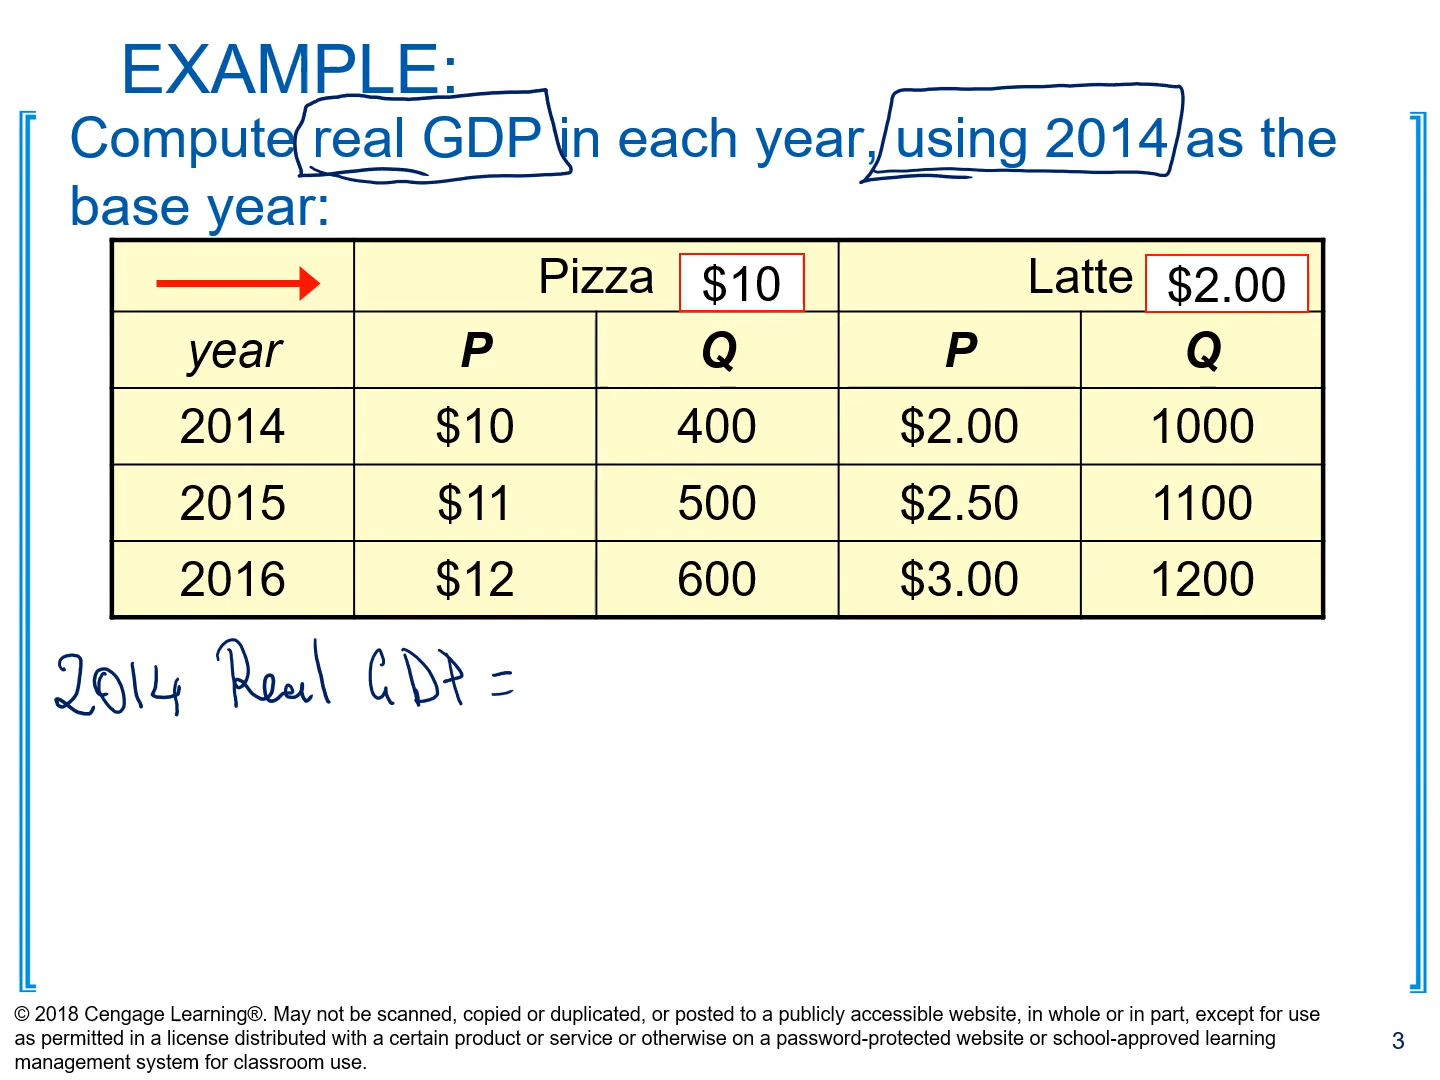 EXAMPLE:
Compute real GDP in each year, using 2014 as the
base year:
Pizza $10 Latte $2.00
year P Q P Q
2014 $10 400 $2.00 1000
2015 $11 500 $2.50 1100
2016 $12 600 $3.00 1200
2014 Real GDP =
© 2018 Cengage Learning®. May not be scanned, copied or duplicated, or posted to a publicly accessible website, in whole or in part, except for use
as permitted in a license distributed with a certain product or service or otherwise on a password-protected website or school-approved learning
management system for classroom use.
3